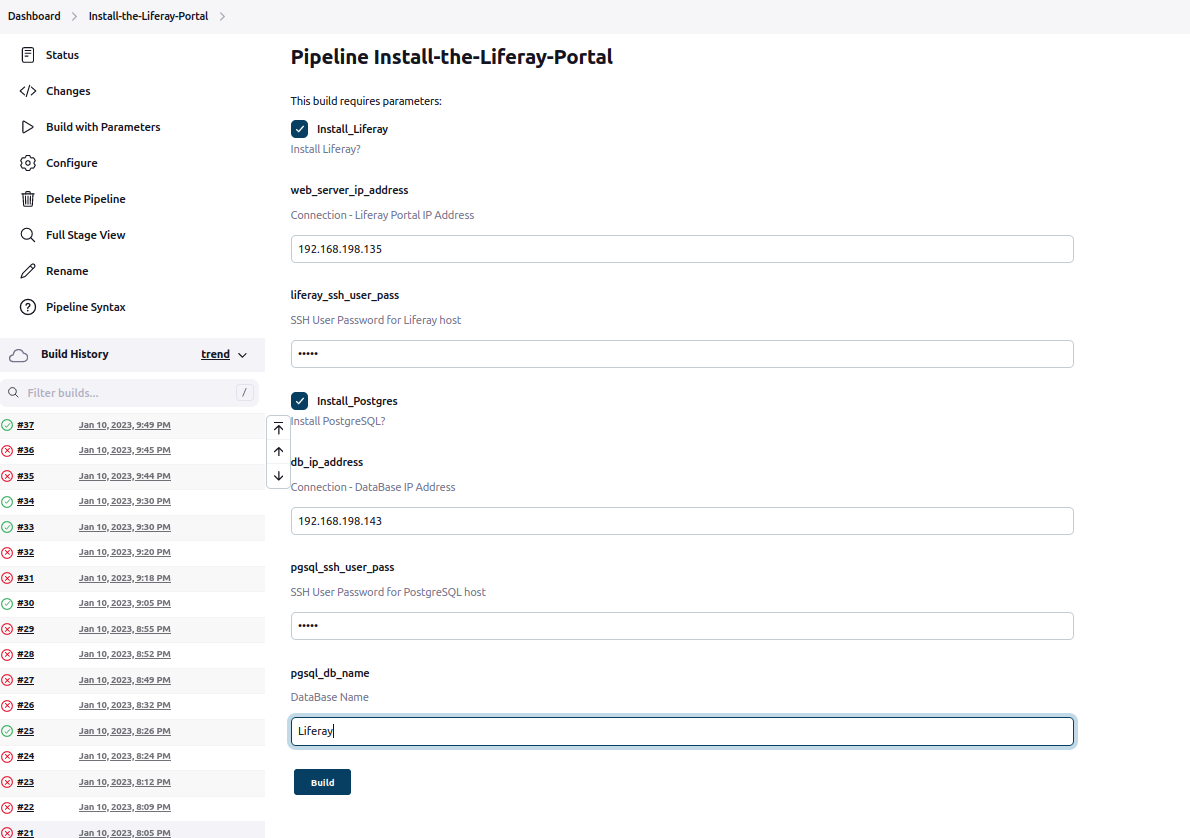 Dashboard > Install-the-Liferay-Portal >
Status
Changes
Build with Parameters
Configure
Delete Pipeline
Full Stage View
Rename
Pipeline Syntax
Build History trend
Filter builds... /
#37 Jan 10, 2023, 9:49 PM
#36 Jan 10, 2023, 9:45 PM
#35 Jan 10, 2023, 9:44 PM
#34 Jan 10, 2023, 9:30 PM
#33 Jan 10, 2023, 9:30 PM
#32 Jan 10, 2023, 9:20 PM
#31 Jan 10, 2023, 9:18 PM
#30 Jan 10, 2023, 9:05 PM
#29 Jan 10, 2023, 8:55 PM
#28 Jan 10, 2023, 8:52 PM
#27 Jan 10, 2023, 8:49 PM
#26 Jan 10, 2023, 8:32 PM
#25 Jan 10, 2023, 8:26 PM
#24 Jan 10, 2023, 8:24 PM
#23 Jan 10, 2023, 8:12 PM
#22 Jan 10, 2023, 8:09 PM
#21 Jan 10, 2023, 8:05 PM
Pipeline Install-the-Liferay-Portal
This build requires parameters:
Install_Liferay
Install Liferay?
web_server_ip_address
Connection - Liferay Portal IP Address
192.168.198.135
liferay_ssh_user_pass
SSH User Password for Liferay host
•••••
Install_Postgres
Install PostgreSQL?
db_ip_address
Connection - DataBase IP Address
192.168.198.143
pgsql_ssh_user_pass
SSH User Password for PostgreSQL host
•••••
pgsql_db_name
DataBase Name
Liferay
Build